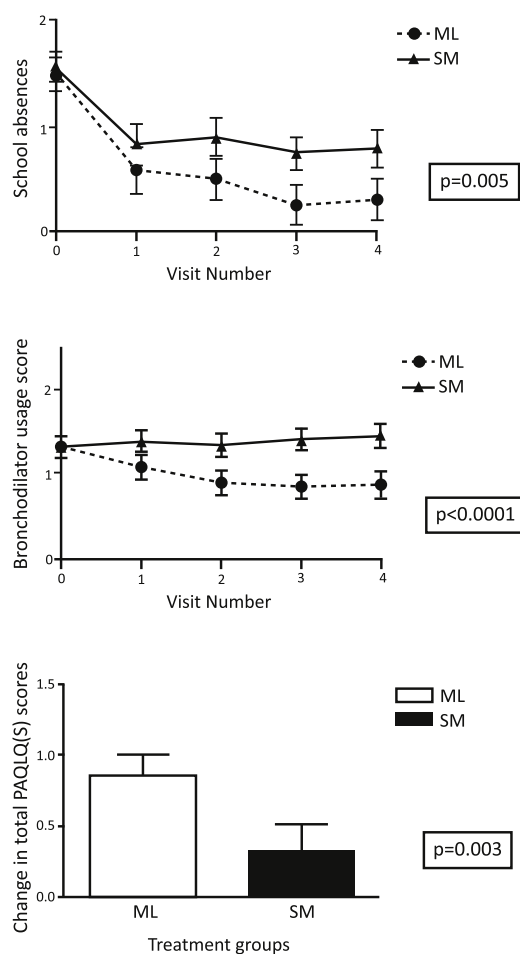 2
1
0
School absences
0 1 2 3 4
Visit Number
ML
SM
p=0.005
2
1
0
Bronchodilator usage score
0 1 2 3 4
Visit Number
ML
SM
p<0.0001
1.5
1.0
0.5
0.0
Change in total PAQLQ(S) scores
ML SM
Treatment groups
ML
SM
p=0.003